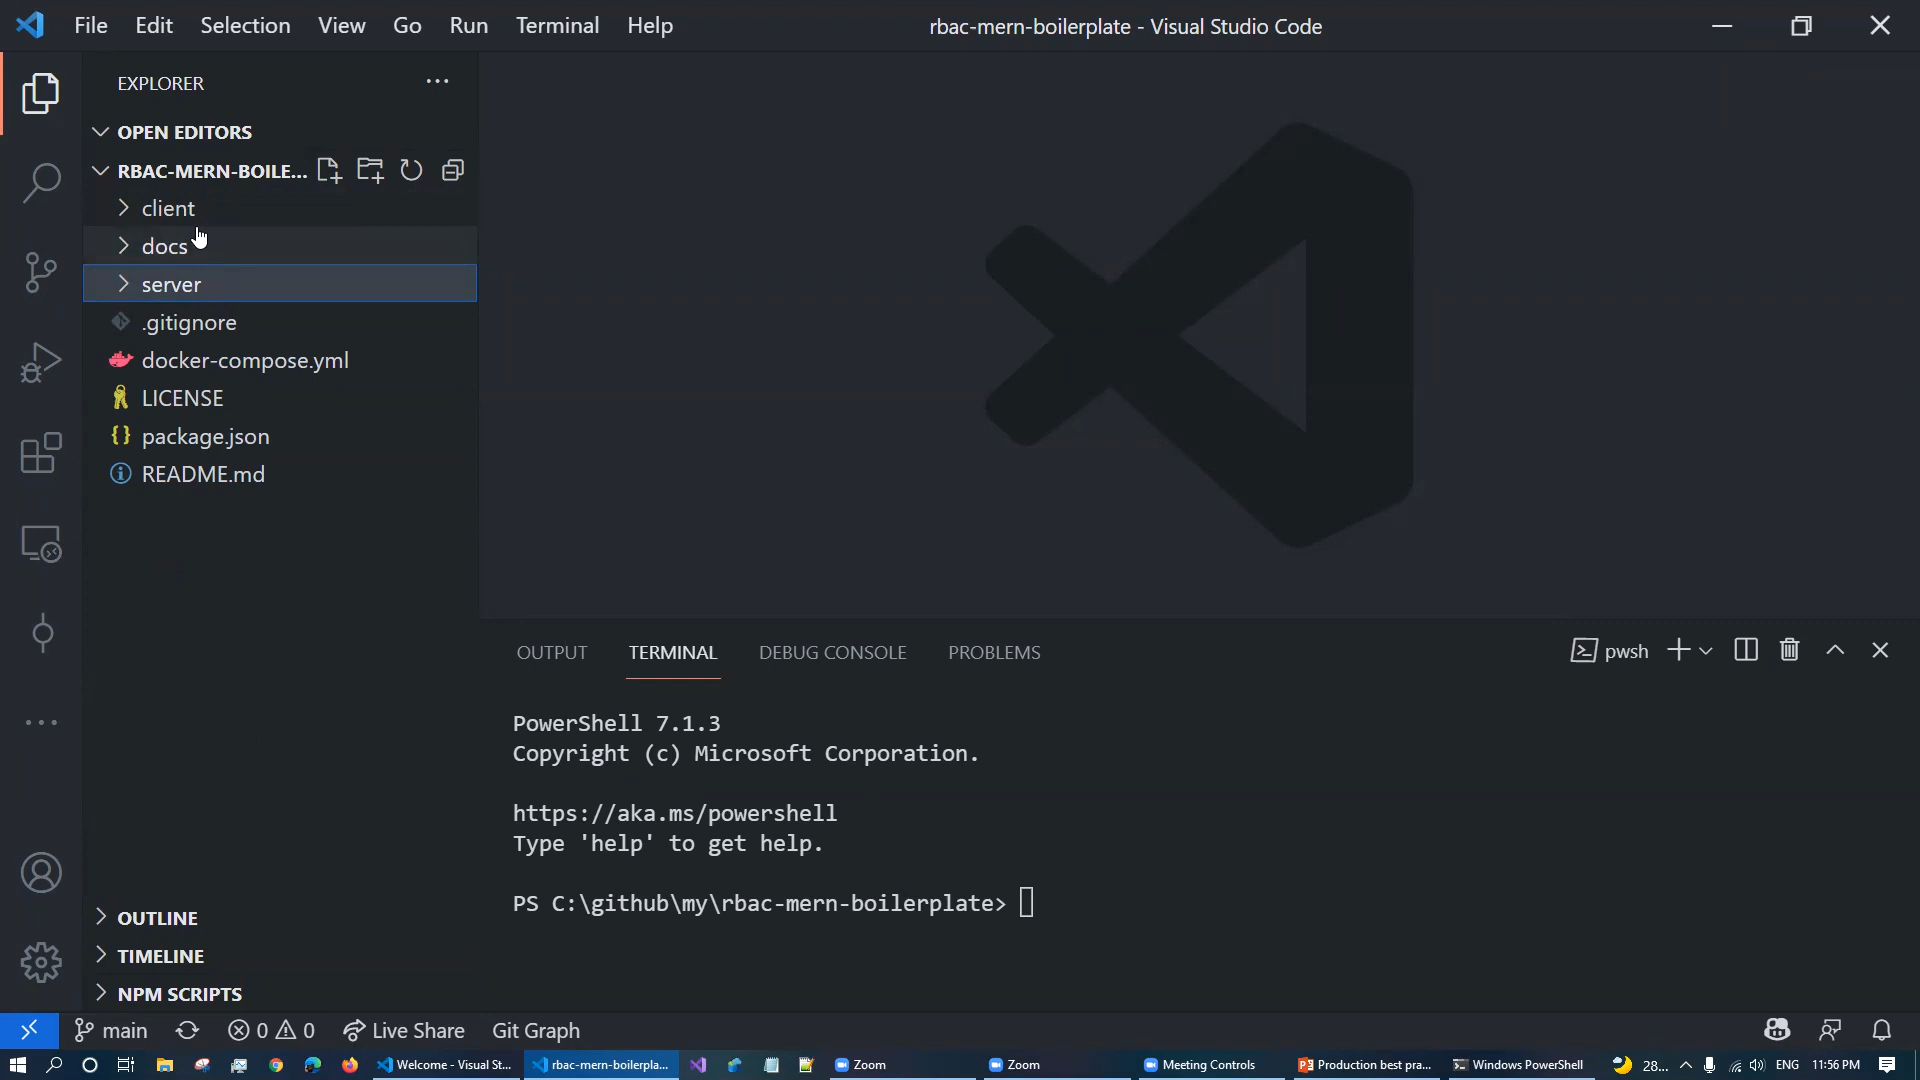 File Edit Selection View Go Run Terminal Help
rbac-mern-boilerplate - Visual Studio Code
EXPLORER
OPEN EDITORS
RBAC-MERN-BOILE...
client
docs
server
.gitignore
docker-compose.yml
LICENSE
package.json
README.md
OUTLINE
TIMELINE
NPM SCRIPTS
OUTPUT TERMINAL DEBUG CONSOLE PROBLEMS
pwsh
PowerShell 7.1.3
Copyright (c) Microsoft Corporation.
https://aka.ms/powershell
Type 'help' to get help.
PS C:\github\my\rbac-mern-boilerplate>
main 0 0 Live Share Git Graph
Welcome - Visual St... rbac-mern-boilerpla... Zoom Zoom Meeting Controls Production best pra... Windows PowerShell 28... ENG 11:56 PM